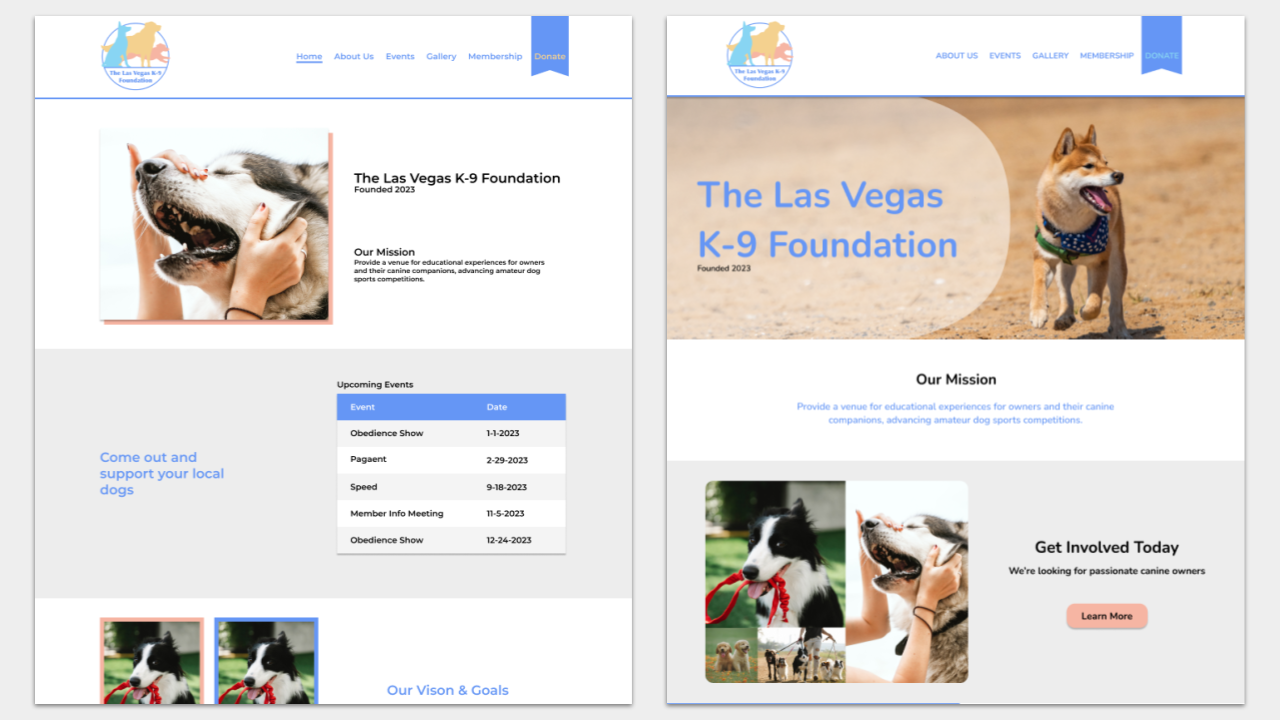 The Las Vegas K-9
Foundation
Home About Us Events Gallery Membership Donate
The Las Vegas K-9 Foundation
Founded 2023
Our Mission
Provide a venue for educational experiences for owners
and their canine companions, advancing amateur dog
sports competitions.
Upcoming Events
Event Date
Obedience Show 1-1-2023
Pagaent 2-29-2023
Speed 9-18-2023
Member Info Meeting 11-5-2023
Obedience Show 12-24-2023
Come out and
support your local
dogs
Our Vison & Goals
The Las Vegas K-9
Foundation
ABOUT US EVENTS GALLERY MEMBERSHIP DONATE
The Las Vegas
K-9 Foundation
Founded 2023
Our Mission
Provide a venue for educational experiences for owners and their canine
companions, advancing amateur dog sports competitions.
Get Involved Today
We're looking for passionate canine owners
Learn More